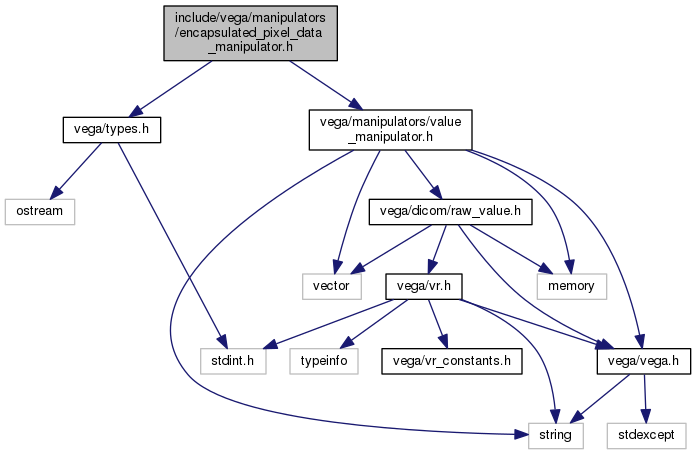 include/vega/manipulators
/encapsulated_pixel_data
_manipulator.h
vega/types.h
vega/manipulators/value
_manipulator.h
ostream
vega/dicom/raw_value.h
vector
vega/vr.h
memory
stdint.h
typeinfo
vega/vr_constants.h
vega/vega.h
string
stdexcept